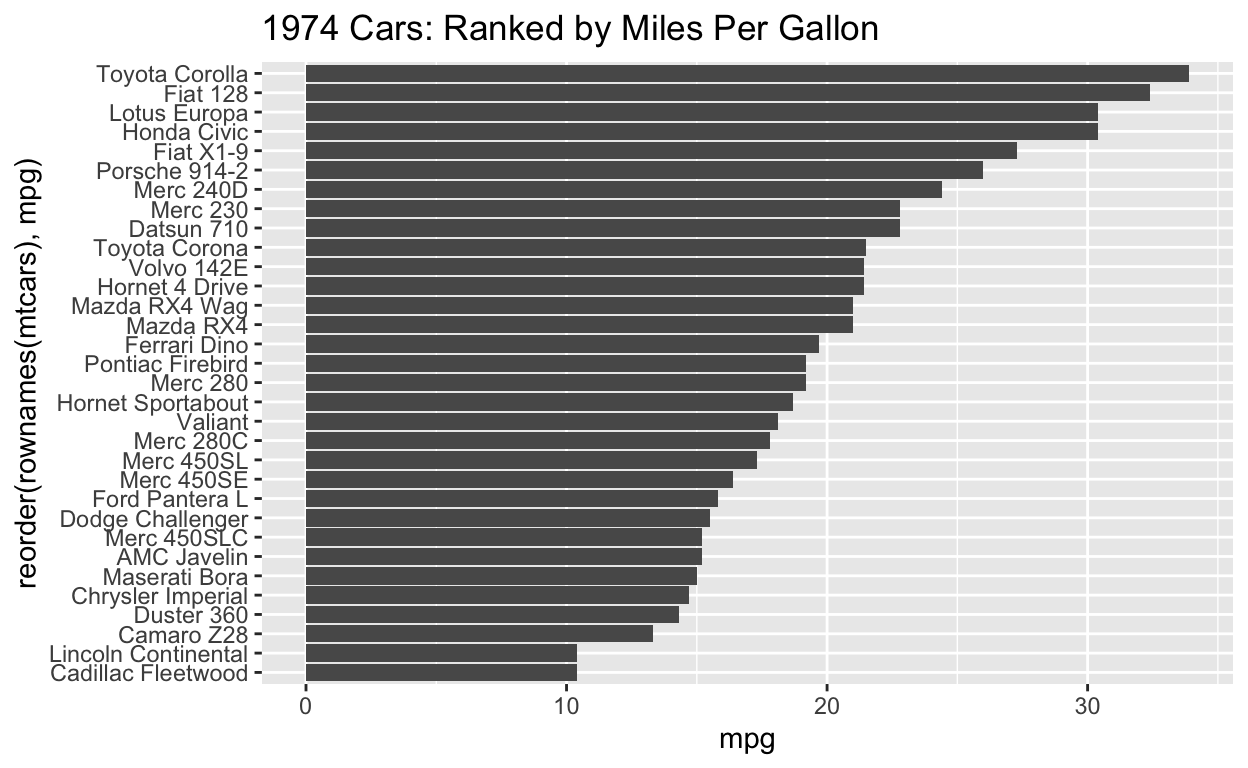 1974 Cars: Ranked by Miles Per Gallon
reorder(rownames(mtcars), mpg)
Toyota Corolla
Fiat 128
Lotus Europa
Honda Civic
Fiat X1-9
Porsche 914-2
Merc 240D
Merc 230
Datsun 710
Toyota Corona
Volvo 142E
Hornet 4 Drive
Mazda RX4 Wag
Mazda RX4
Ferrari Dino
Pontiac Firebird
Merc 280
Hornet Sportabout
Valiant
Merc 280C
Merc 450SL
Merc 450SE
Ford Pantera L
Dodge Challenger
Merc 450SLC
AMC Javelin
Maserati Bora
Chrysler Imperial
Duster 360
Camaro Z28
Lincoln Continental
Cadillac Fleetwood
0 10 20 30
mpg